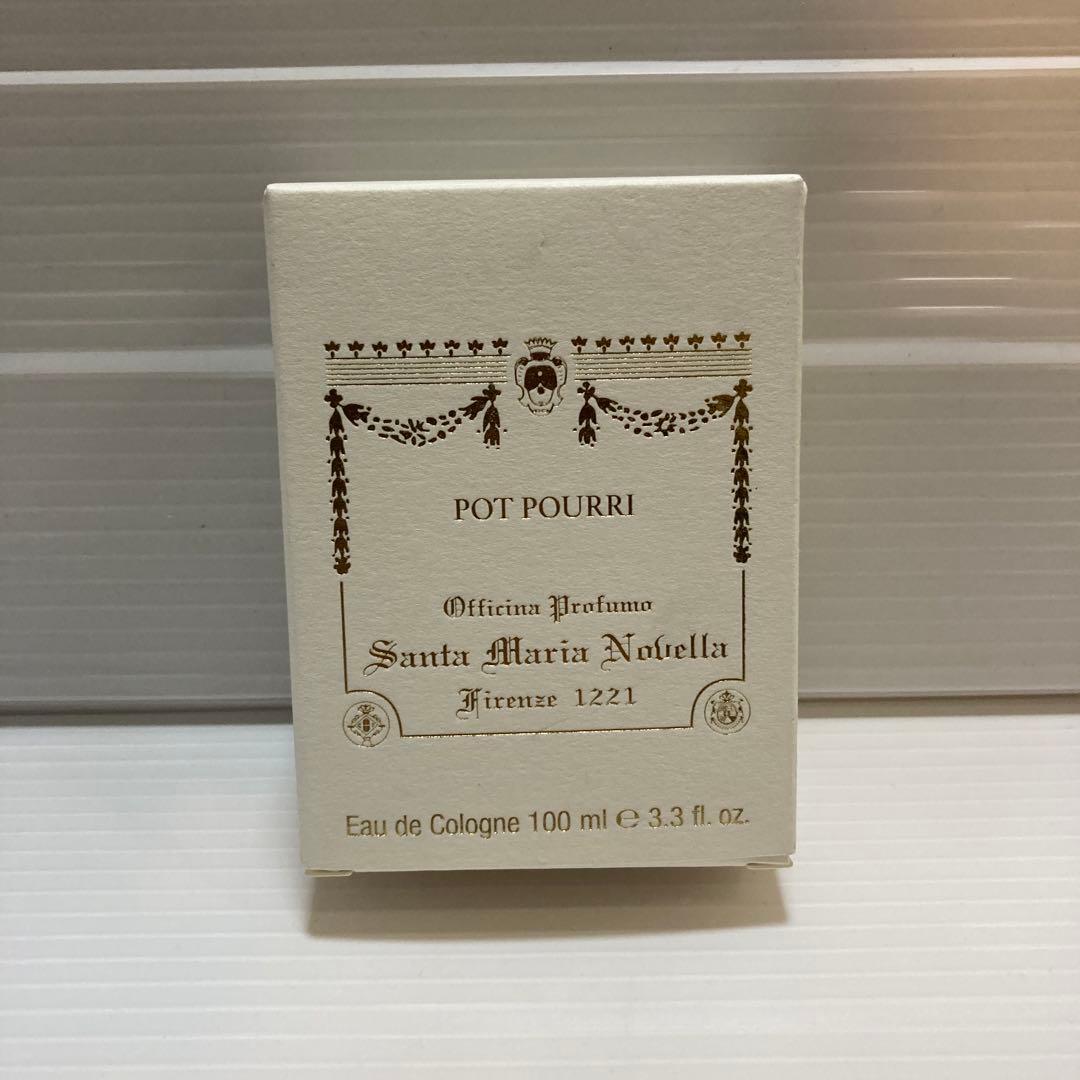 POT POURRI
Officina Profumo
Santa Maria Novella
Firenze 1221
Eau de Cologne 100 ml ℮ 3.3 fl. oz.